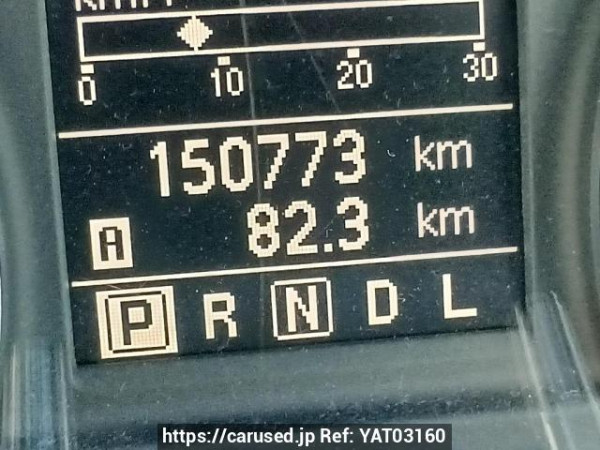 0 10 20 30
150773 km
A 82.3 km
P R N D L
https://carused.jp Ref: YAT03160